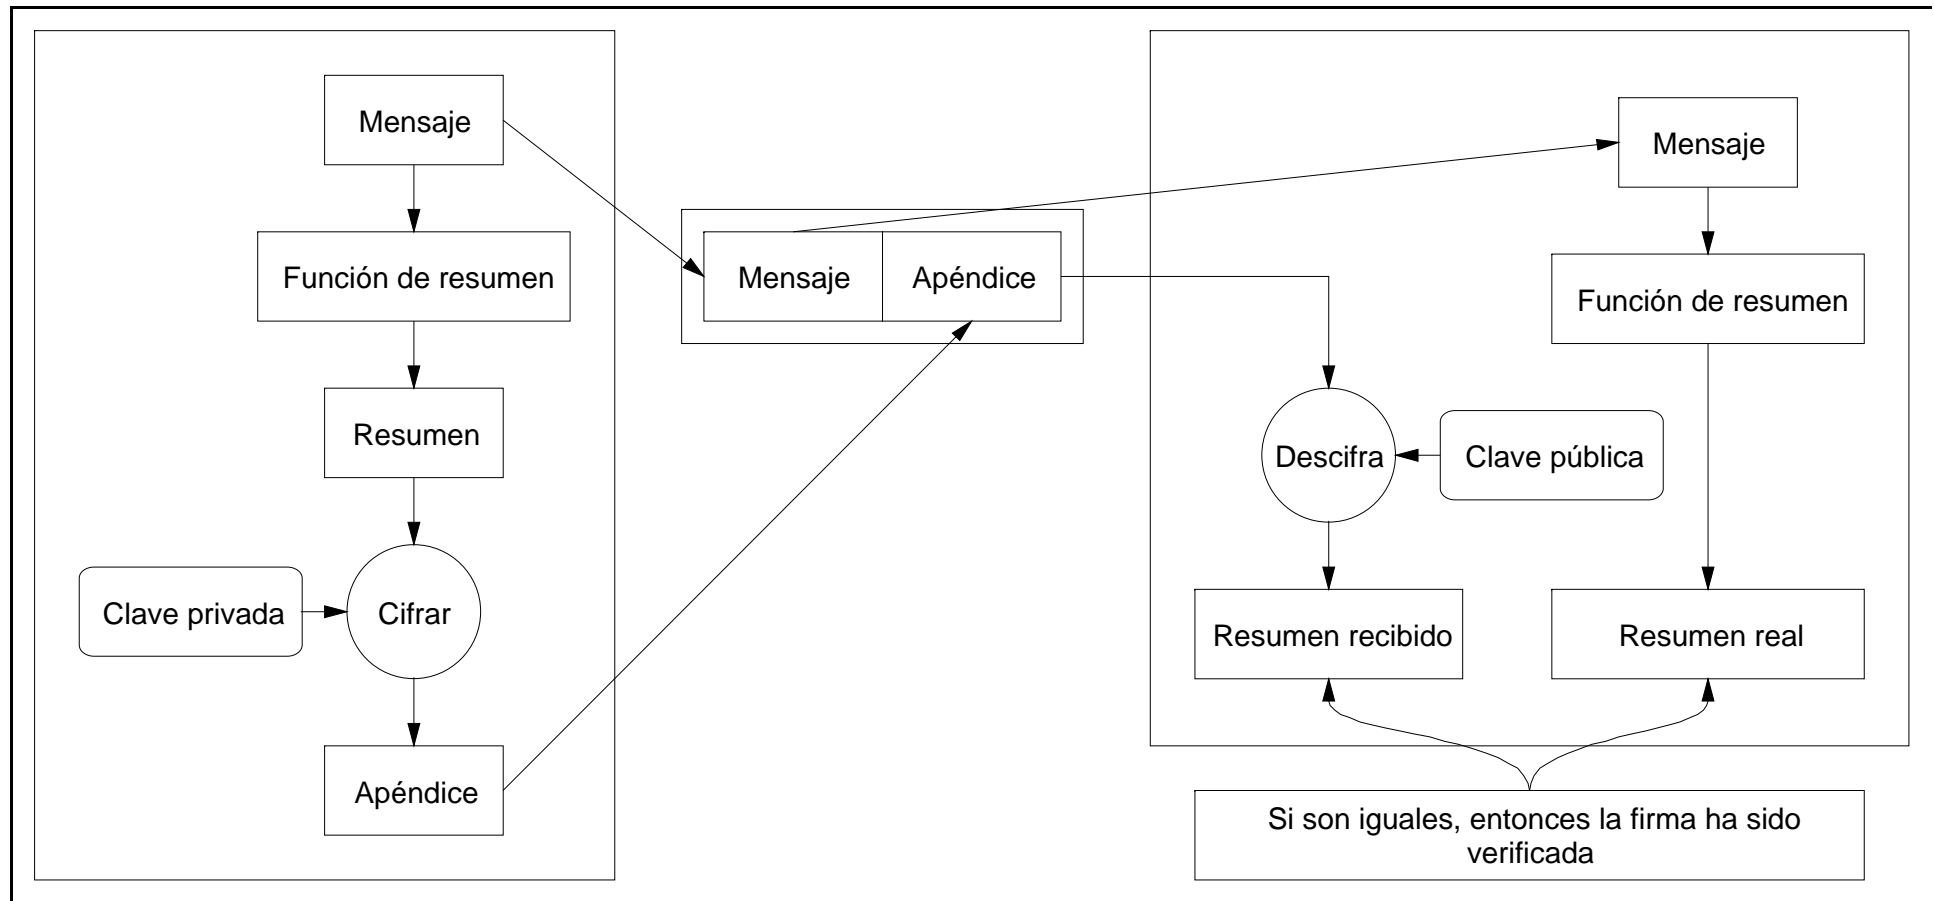 Mensaje
Función de resumen
Resumen
Clave privada
Cifrar
Apéndice
Mensaje
Apéndice
Mensaje
Función de resumen
Descifra
Clave pública
Resumen recibido
Resumen real
Si son iguales, entonces la firma ha sido
verificada